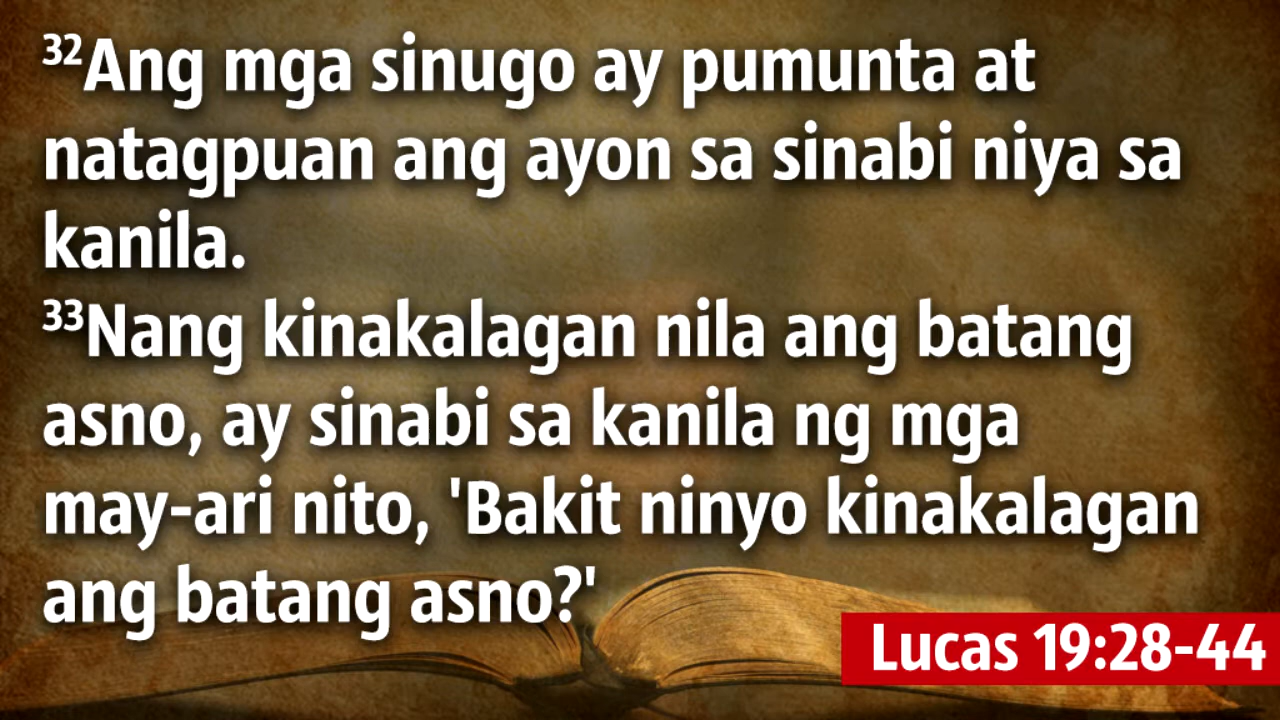 ³²Ang mga sinugo ay pumunta at
natagpuan ang ayon sa sinabi niya sa
kanila.
³³Nang kinakalagan nila ang batang
asno, ay sinabi sa kanila ng mga
may-ari nito, 'Bakit ninyo kinakalagan
ang batang asno?'
Lucas 19:28-44